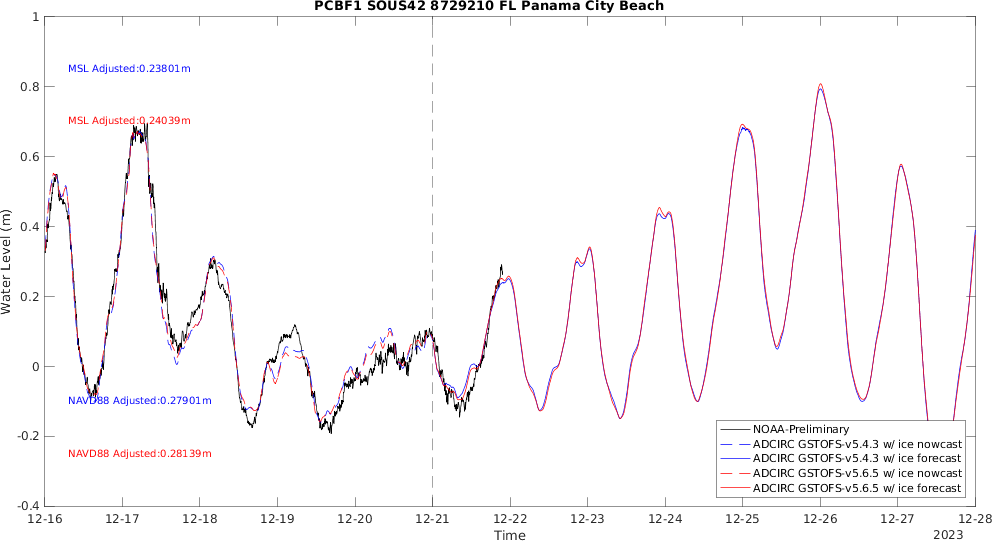 PCBF1 SOUS42 8729210 FL Panama City Beach
1
0.8
0.6
0.4
0.2
0
-0.2
-0.4
Water Level (m)
MSL Adjusted:0.23801m
MSL Adjusted:0.24039m
NAVD88 Adjusted:0.27901m
NAVD88 Adjusted:0.28139m
NOAA-Preliminary
ADCIRC GSTOFS-v5.4.3 w/ ice nowcast
ADCIRC GSTOFS-v5.4.3 w/ ice forecast
ADCIRC GSTOFS-v5.6.5 w/ ice nowcast
ADCIRC GSTOFS-v5.6.5 w/ ice forecast
12-16 12-17 12-18 12-19 12-20 12-21 12-22 12-23 12-24 12-25 12-26 12-27 12-28
Time
2023